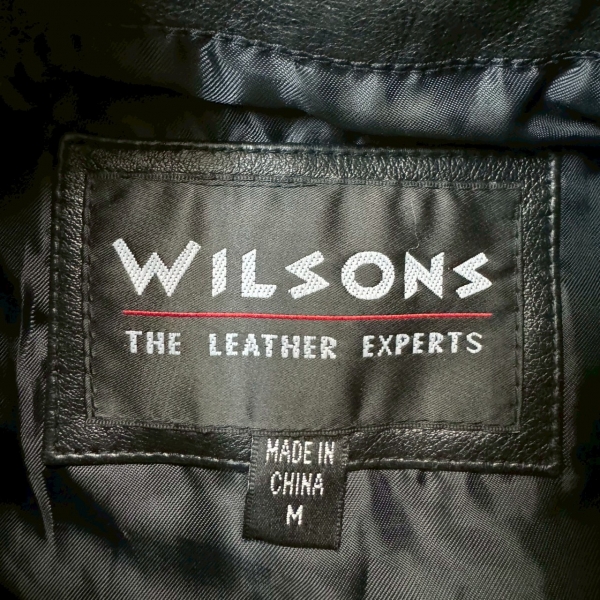 WILSONS
THE LEATHER EXPERTS
MADE IN
CHINA
M